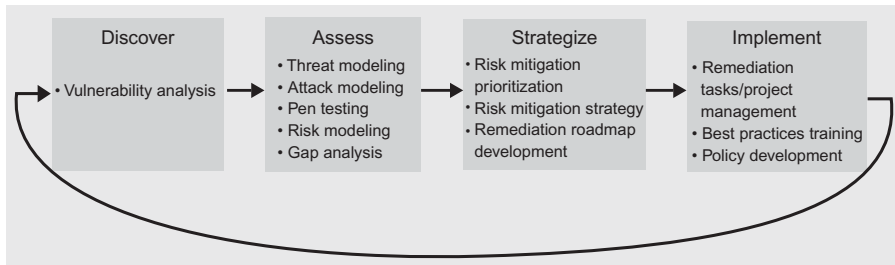 Discover
• Vulnerability analysis
Assess
• Threat modeling
• Attack modeling
• Pen testing
• Risk modeling
• Gap analysis
Strategize
• Risk mitigation
prioritization
• Risk mitigation strategy
• Remediation roadmap
development
Implement
• Remediation
tasks/project
management
• Best practices training
• Policy development